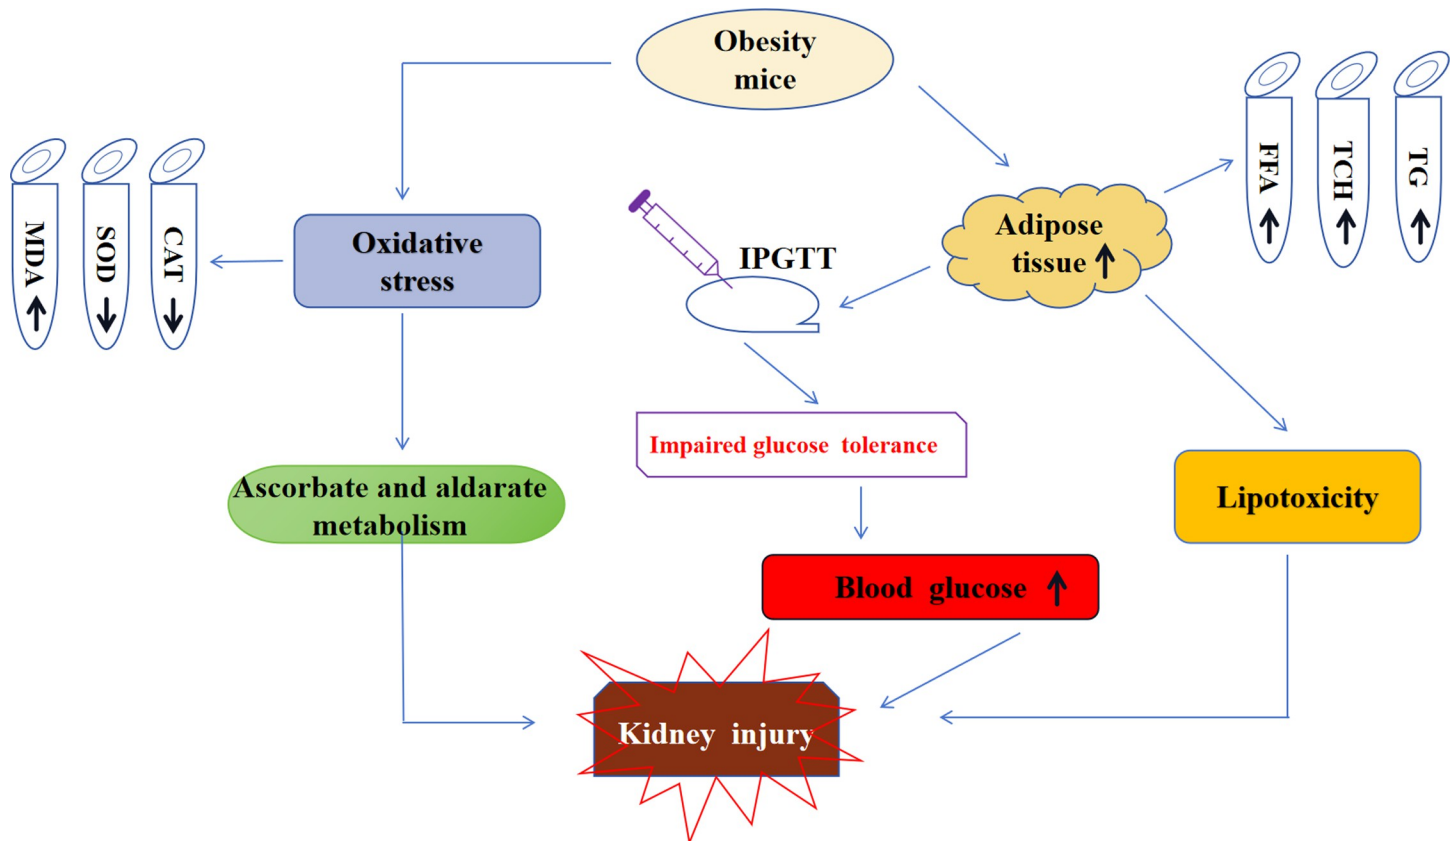 Obesity
mice
FFA ↑
TCH ↑
TG ↑
MDA ↑
SOD ↓
CAT ↓
Oxidative
stress
IPGTT
Adipose
tissue ↑
Impaired glucose tolerance
Ascorbate and aldarate
metabolism
Lipotoxicity
Blood glucose ↑
Kidney injury